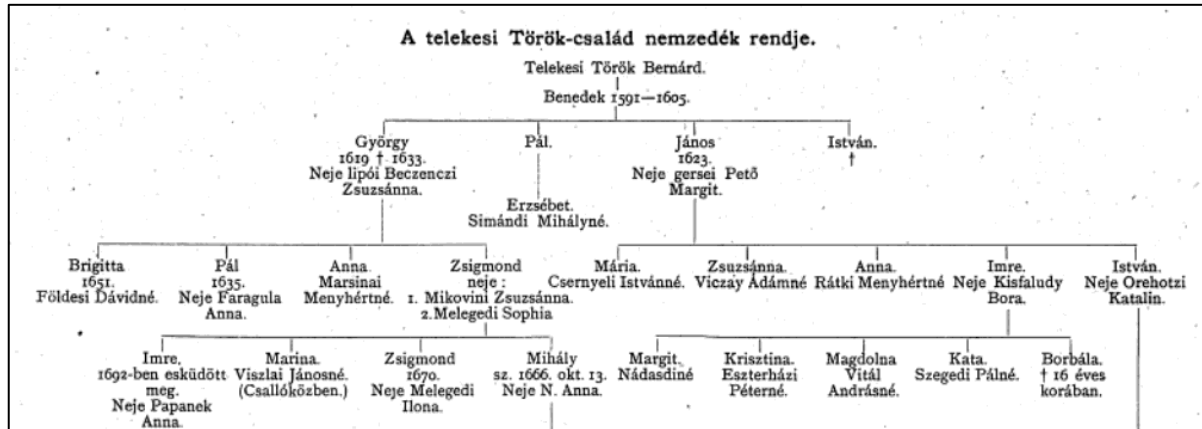 A telekesi Török-család nemzedék rendje.
Telekesi Török Bernárd.
Benedek 1591—1605.
György
1619 † 1633.
Neje lipói Beczenczi
Zsuzsánna.
Pál.
János
1623.
Neje gersei Pető
Margit.
István.
†
Erzsébet.
Simándi Mihályné.
Brigitta
1651.
Földesi Dávidné.
Pál
1635.
Neje Faragula
Anna.
Anna.
Marsinai
Menyhértné.
Zsigmond
neje :
1. Mikovini Zsuzsánna.
2. Melegedi Sophia
Mária.
Csernyeli Istvánné.
Zsuzsánna.
Viczay Ádámné
Anna.
Rátki Menyhértné
Imre.
Neje Kisfaludy
Bora.
István.
Neje Orehotzi
Katalin.
Imre.
1692-ben esküdött
meg.
Neje Papanek
Anna.
Marina.
Viszlai Jánosné.
(Csallóközben.)
Zsigmond
1670.
Neje Melegedi
Ilona.
Mihály
sz. 1666. okt. 13.
Neje N. Anna.
Margit.
Nádasdiné
Krisztina.
Eszterházi
Péterné.
Magdolna
Vitál
Andrásné.
Kata.
Szegedi Pálné.
Borbála.
† 16 éves
korában.